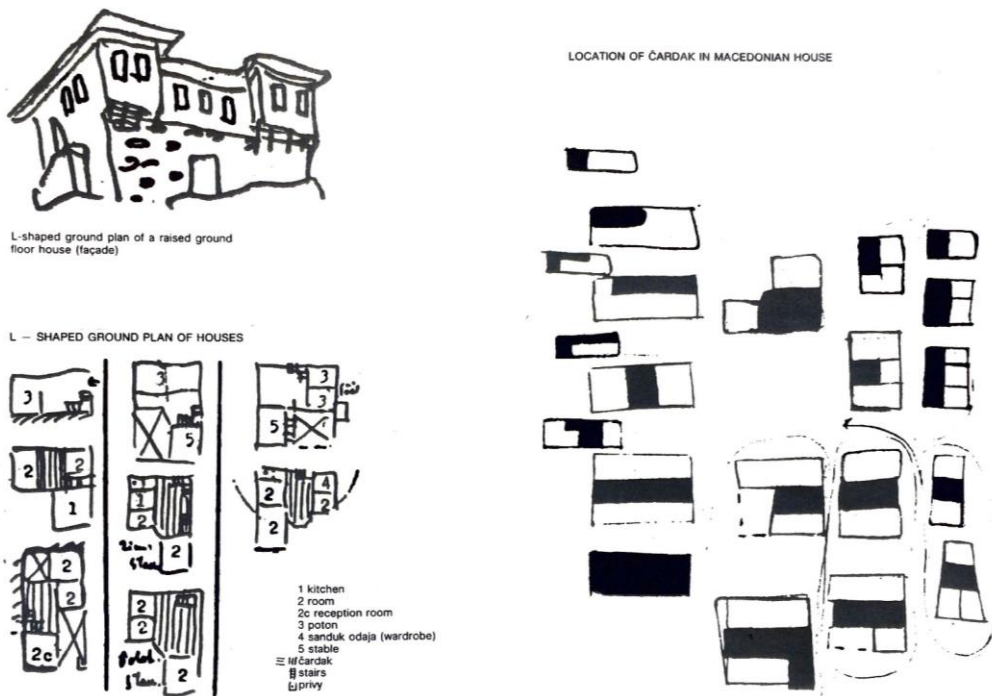 LOCATION OF ČARDAK IN MACEDONIAN HOUSE
L-shaped ground plan of a raised ground
floor house (façade)
L – SHAPED GROUND PLAN OF HOUSES
3
2 2
1
2
2
2c
3
5
1
2
2
2
2
2
3
3
5
2 4
2 2
1 kitchen
2 room
2c reception room
3 poton
4 sanduk odaja (wardrobe)
5 stable
čardak
stairs
privy